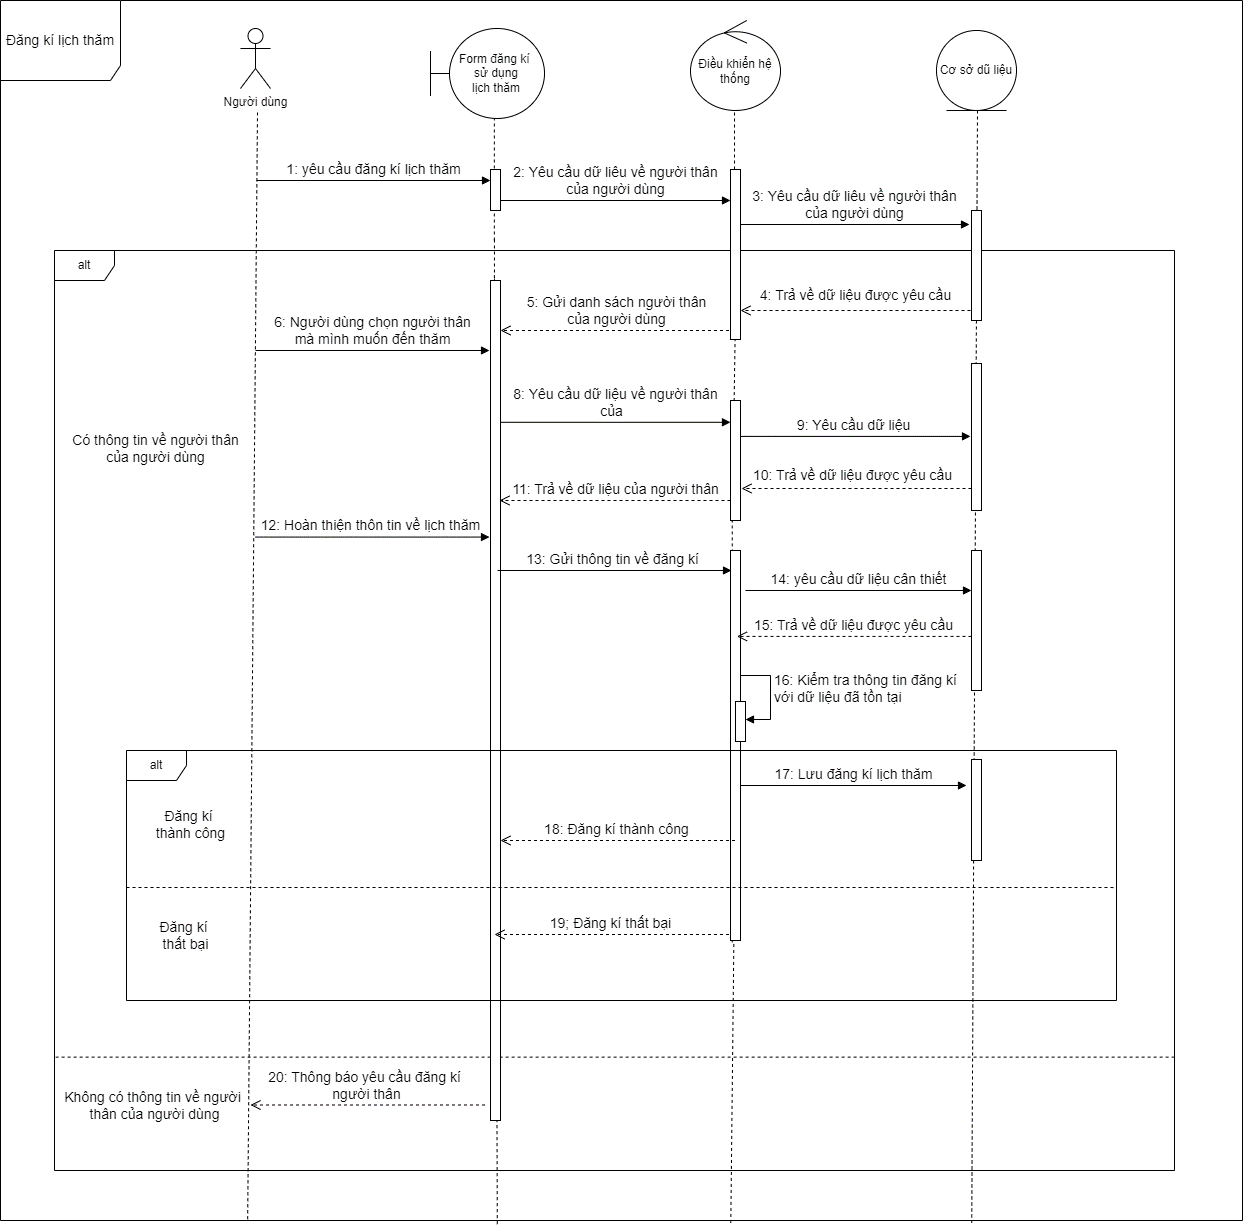 Đăng kí lịch thăm
Người dùng
Form đăng kí
sử dụng
lịch thăm
Điều khiển hệ
thống
Cơ sở dũ liệu
1: yêu cầu đăng kí lịch thăm
2: Yêu cầu dữ liêu về người thân
của người dùng
3: Yêu cầu dữ liêu về người thân
của người dùng
alt
4: Trả về dữ liệu được yêu cầu
5: Gửi danh sách người thân
của người dùng
6: Người dùng chọn người thân
mà mình muốn đến thăm
8: Yêu cầu dữ liệu về người thân
của
9: Yêu cầu dữ liệu
Có thông tin về người thân
của người dùng
10: Trả về dữ liệu được yêu cầu
11: Trả về dữ liệu của người thân
12: Hoàn thiện thôn tin về lịch thăm
13: Gửi thông tin về đăng kí
14: yêu cầu dữ liệu cân thiết
15: Trả về dữ liệu được yêu cầu
16: Kiểm tra thông tin đăng kí
với dữ liệu đã tồn tại
alt
17: Lưu đăng kí lịch thăm
Đăng kí
thành công
18: Đăng kí thành công
19; Đăng kí thất bại
Đăng kí
thất bại
20: Thông báo yêu cầu đăng kí
người thân
Không có thông tin về người
thân của người dùng